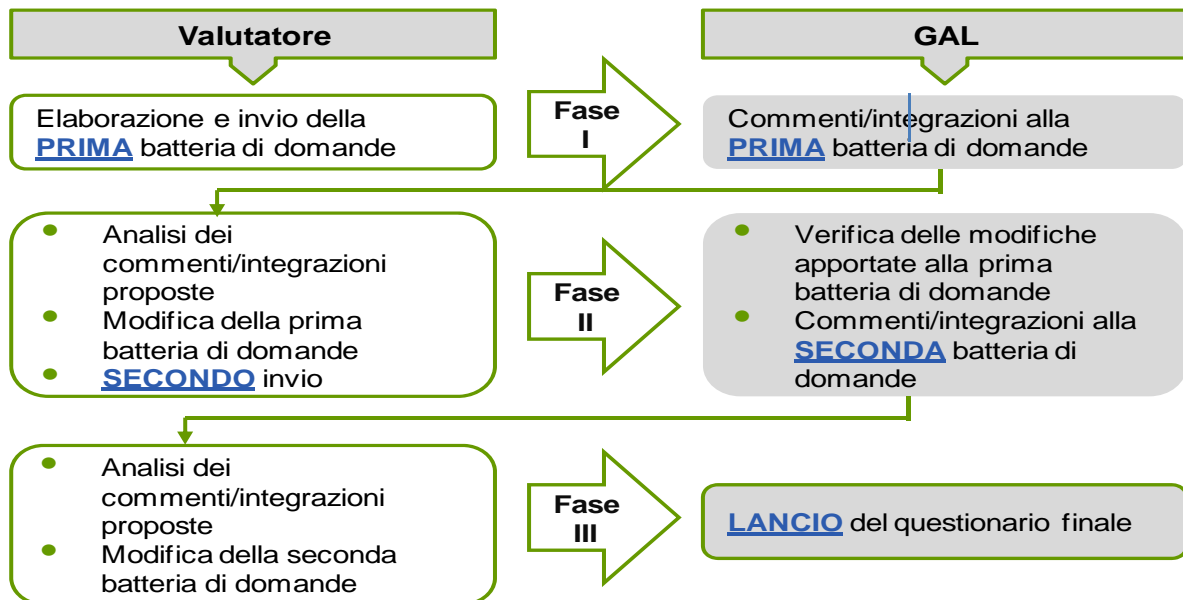 Valutatore
GAL
Elaborazione e invio della
PRIMA batteria di domande
Fase
I
Commenti/integrazioni alla
PRIMA batteria di domande
• Analisi dei
commenti/integrazioni
proposte
• Modifica della prima
batteria di domande
• SECONDO invio
Fase
II
• Verifica delle modifiche
apportate alla prima
batteria di domande
• Commenti/integrazioni alla
SECONDA batteria di
domande
• Analisi dei
commenti/integrazioni
proposte
• Modifica della seconda
batteria di domande
Fase
III
LANCIO del questionario finale